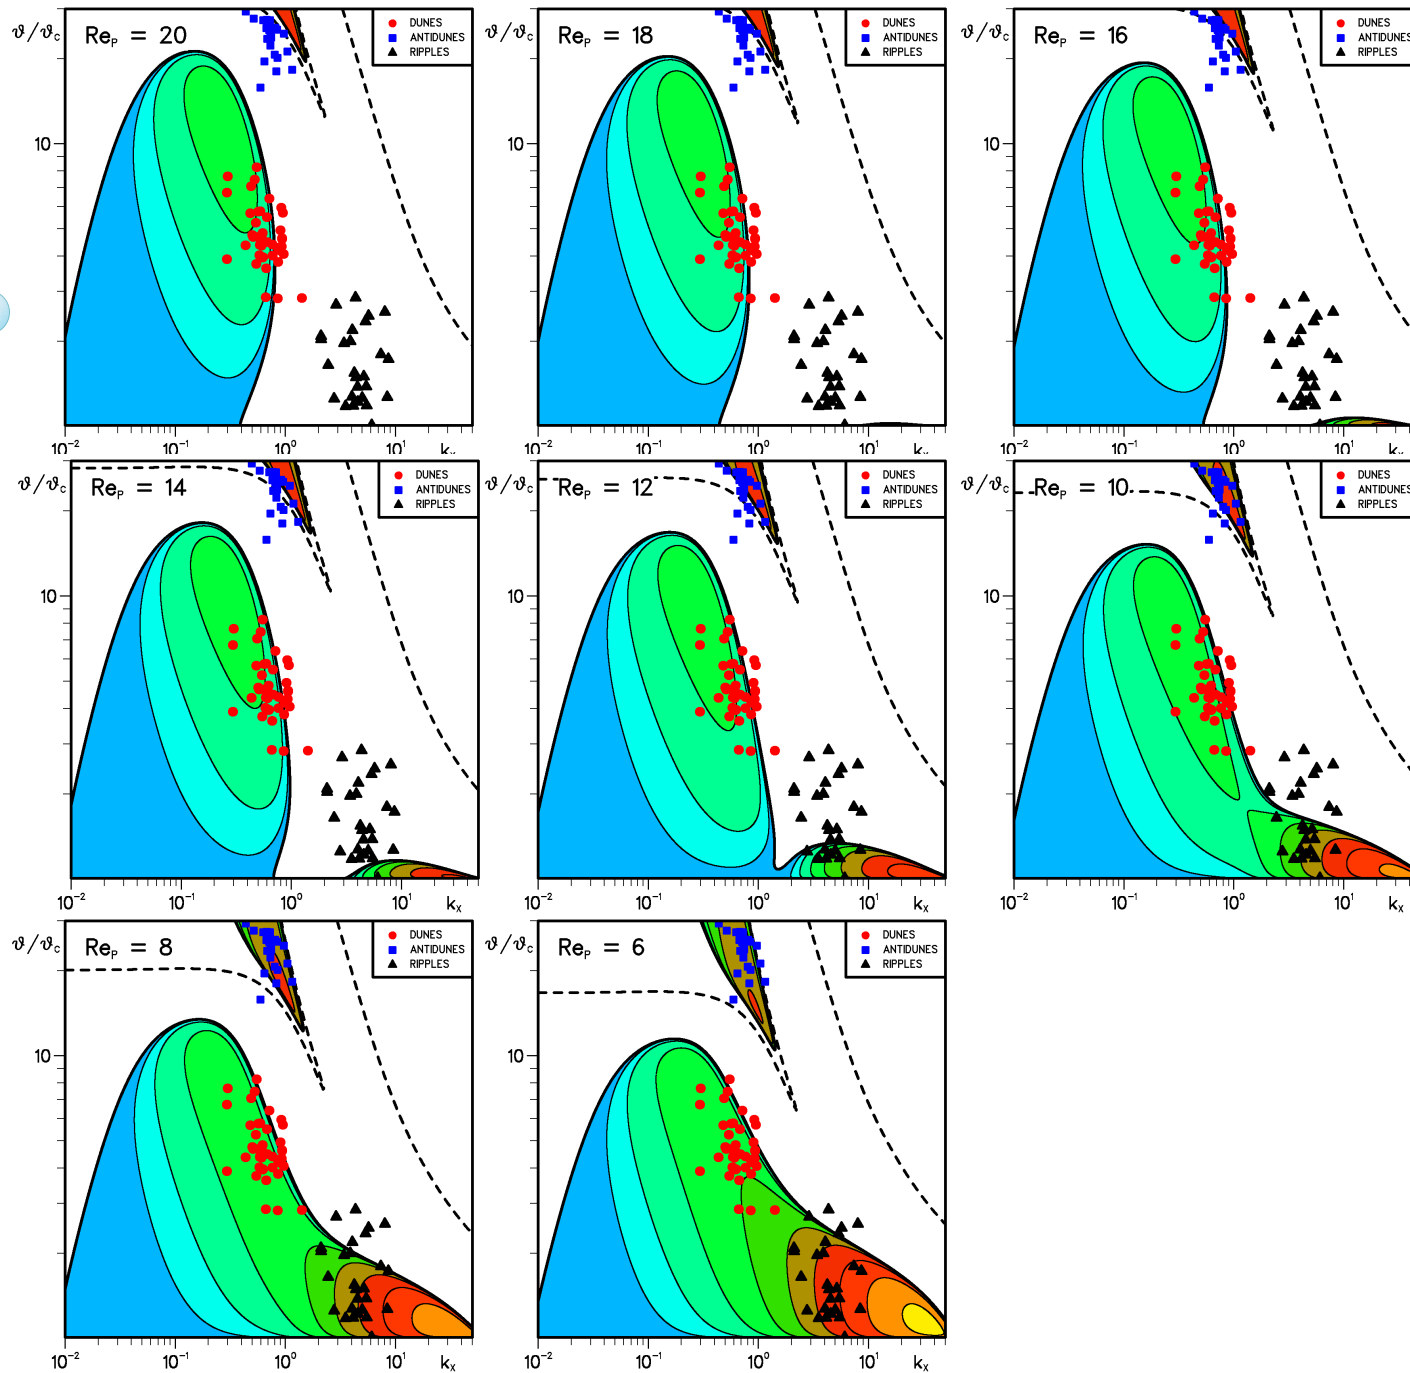 ϑ/ϑc Reₚ = 20 DUNES
ANTIDUNES
RIPPLES
10
10⁻² 10⁻¹ 10⁰ 10¹
ϑ/ϑc Reₚ = 18 DUNES
ANTIDUNES
RIPPLES
10
10⁻² 10⁻¹ 10⁰ 10¹
ϑ/ϑc Reₚ = 16 DUNES
ANTIDUNES
RIPPLES
10
10⁻² 10⁻¹ 10⁰ 10¹
ϑ/ϑc Reₚ = 14 DUNES
ANTIDUNES
RIPPLES
10
10⁻² 10⁻¹ 10⁰ 10¹ kₓ
ϑ/ϑc Reₚ = 12 DUNES
ANTIDUNES
RIPPLES
10
10⁻² 10⁻¹ 10⁰ 10¹ kₓ
ϑ/ϑc Reₚ = 10 DUNES
ANTIDUNES
RIPPLES
10
10⁻² 10⁻¹ 10⁰ 10¹ kₓ
ϑ/ϑc Reₚ = 8 DUNES
ANTIDUNES
RIPPLES
10
10⁻² 10⁻¹ 10⁰ 10¹ kₓ
ϑ/ϑc Reₚ = 6 DUNES
ANTIDUNES
RIPPLES
10
10⁻² 10⁻¹ 10⁰ 10¹ kₓ